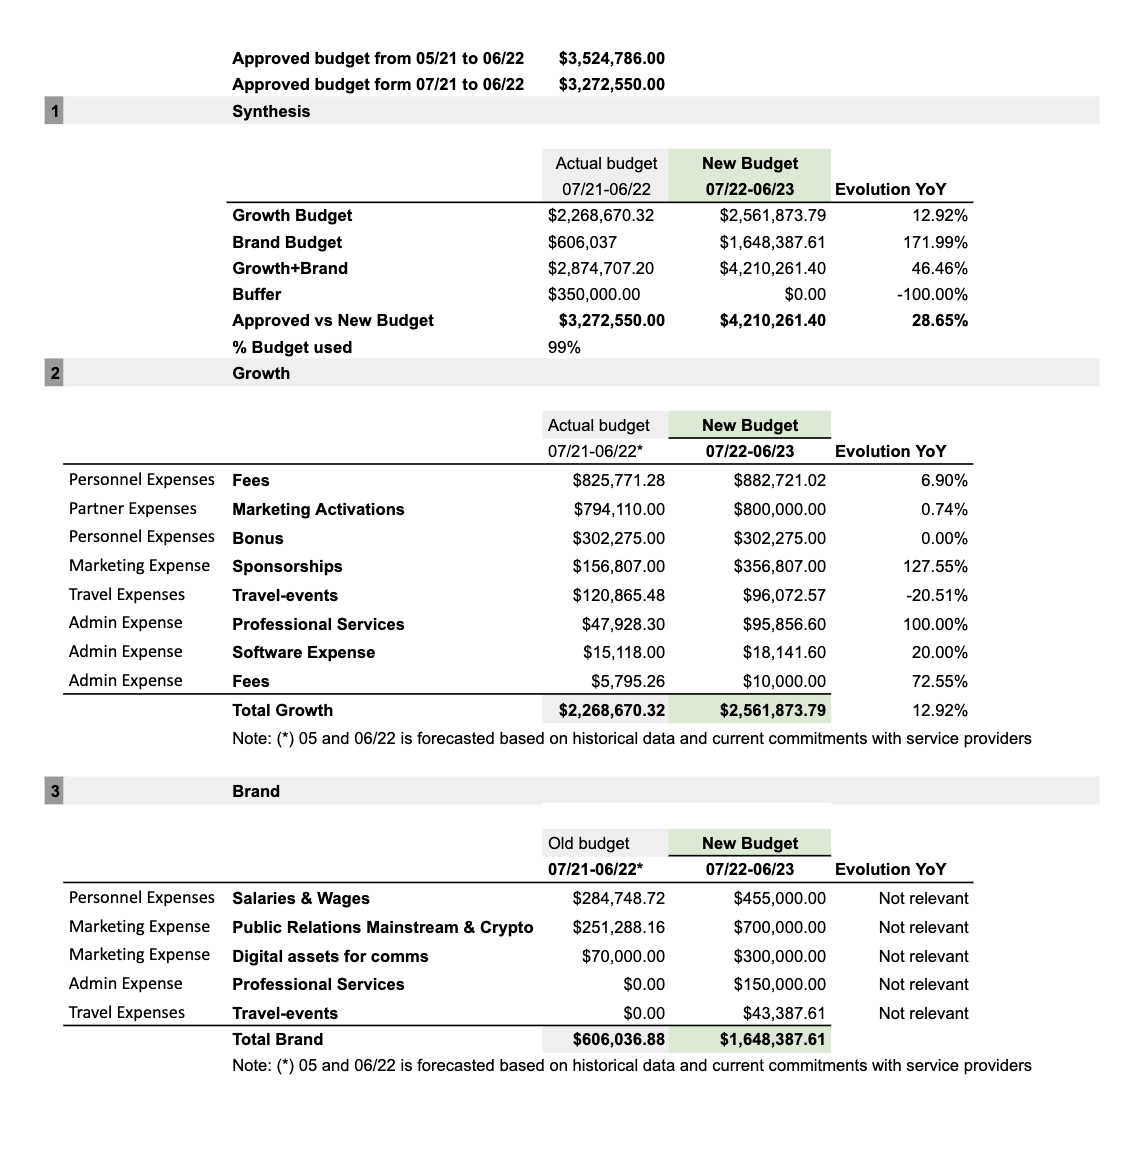 Approved budget from 05/21 to 06/22 $3,524,786.00
Approved budget form 07/21 to 06/22 $3,272,550.00
1 Synthesis
Actual budget New Budget
07/21-06/22 07/22-06/23 Evolution YoY
Growth Budget $2,268,670.32 $2,561,873.79 12.92%
Brand Budget $606,037 $1,648,387.61 171.99%
Growth+Brand $2,874,707.20 $4,210,261.40 46.46%
Buffer $350,000.00 $0.00 -100.00%
Approved vs New Budget $3,272,550.00 $4,210,261.40 28.65%
% Budget used 99%
2 Growth
Actual budget New Budget
07/21-06/22* 07/22-06/23 Evolution YoY
Personnel Expenses Fees $825,771.28 $882,721.02 6.90%
Partner Expenses Marketing Activations $794,110.00 $800,000.00 0.74%
Personnel Expenses Bonus $302,275.00 $302,275.00 0.00%
Marketing Expense Sponsorships $156,807.00 $356,807.00 127.55%
Travel Expenses Travel-events $120,865.48 $96,072.57 -20.51%
Admin Expense Professional Services $47,928.30 $95,856.60 100.00%
Admin Expense Software Expense $15,118.00 $18,141.60 20.00%
Admin Expense Fees $5,795.26 $10,000.00 72.55%
Total Growth $2,268,670.32 $2,561,873.79 12.92%
Note: (*) 05 and 06/22 is forecasted based on historical data and current commitments with service providers
3 Brand
Old budget New Budget
07/21-06/22* 07/22-06/23 Evolution YoY
Personnel Expenses Salaries & Wages $284,748.72 $455,000.00 Not relevant
Marketing Expense Public Relations Mainstream & Crypto $251,288.16 $700,000.00 Not relevant
Marketing Expense Digital assets for comms $70,000.00 $300,000.00 Not relevant
Admin Expense Professional Services $0.00 $150,000.00 Not relevant
Travel Expenses Travel-events $0.00 $43,387.61 Not relevant
Total Brand $606,036.88 $1,648,387.61
Note: (*) 05 and 06/22 is forecasted based on historical data and current commitments with service providers